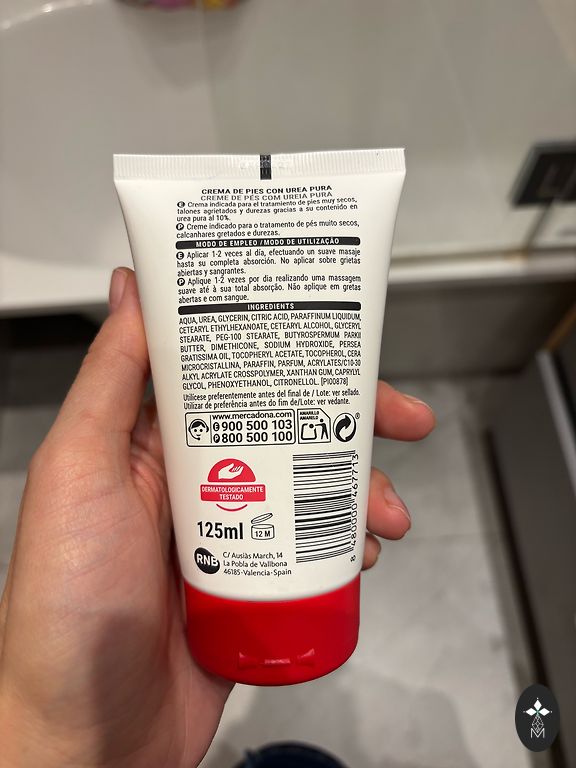 CREMA DE PIES CON UREA PURA
CREME DE PÉS COM UREIA PURA
E Crema indicada para el tratamiento de pies muy secos,
talones agrietados y durezas gracias a su contenido en
urea pura al 10%.
P Creme indicada para o tratamento de pés muito secos,
calcanhares gretados e durezas.
MODO DE EMPLEO / MODO DE UTILIZAÇÃO
E Aplicar 1-2 veces al día, efectuando un suave masaje
hasta su completa absorción. No aplicar sobre grietas
abiertas y sangrantes.
P Aplique 1-2 vezes por dia realizando uma massagem
suave até à sua total absorção. Não aplique em gretas
abertas e com sangue.
INGREDIENTS
AQUA, UREA, GLYCERIN, CITRIC ACID, PARAFFINUM LIQUIDUM,
CETEARYL ETHYLHEXANOATE, CETEARYL ALCOHOL, GLYCERYL
STEARATE, PEG-100 STEARATE, BUTYROSPERMUM PARKII
BUTTER, DIMETHICONE, SODIUM HYDROXIDE, PERSEA
GRATISSIMA OIL, TOCOPHERYL ACETATE, TOCOPHEROL, CERA
MICROCRISTALLINA, PARAFFIN, PARFUM, ACRYLATES/C10-30
ALKYL ACRYLATE CROSSPOLYMER, XANTHAN GUM, CAPRYLYL
GLYCOL, PHENOXYETHANOL, CITRONELLOL. [PI00878]
Utilícese preferentemente antes del final de / Lote: ver sellado.
Utilizar de preferência antes do fim de/Lote: ver vedante.
www.mercadona.com
E 900 500 103
P 800 500 100
AMARILLO
AMARELO
DERMATOLÓGICAMENTE
TESTADO
125ml
12 M
8 480000 467713
RNB
C/ Ausiàs March, 14
La Pobla de Vallbona
46185-Valencia-Spain
M